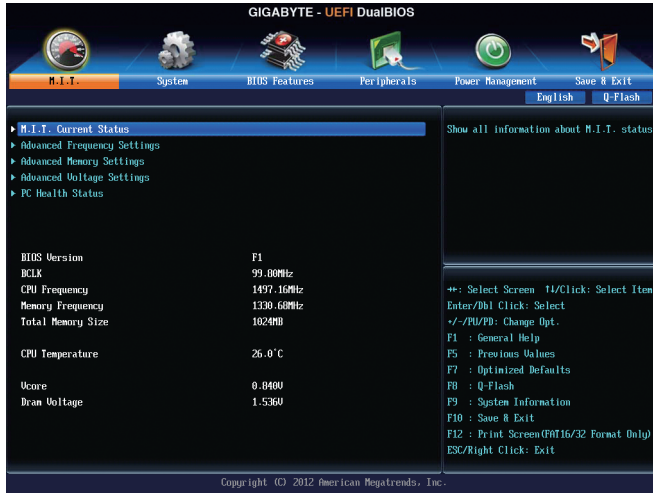 GIGABYTE - UEFI DualBIOS
M.I.T. System BIOS Features Peripherals Power Management Save & Exit
English Q-Flash
M.I.T. Current Status
Advanced Frequency Settings
Advanced Memory Settings
Advanced Voltage Settings
PC Health Status
BIOS Version F1
BCLK 99.80MHz
CPU Frequency 1497.16MHz
Memory Frequency 1330.68MHz
Total Memory Size 1024MB
CPU Temperature 26.0°C
Vcore 0.840V
Dram Voltage 1.536V
Show all information about M.I.T. status
→←: Select Screen ↑↓/Click: Select Item
Enter/Dbl Click: Select
+/-/PU/PD: Change Opt.
F1 : General Help
F5 : Previous Values
F7 : Optimized Defaults
F8 : Q-Flash
F9 : System Information
F10 : Save & Exit
F12 : Print Screen(FAT16/32 Format Only)
ESC/Right Click: Exit
Copyright (C) 2012 American Megatrends, Inc.